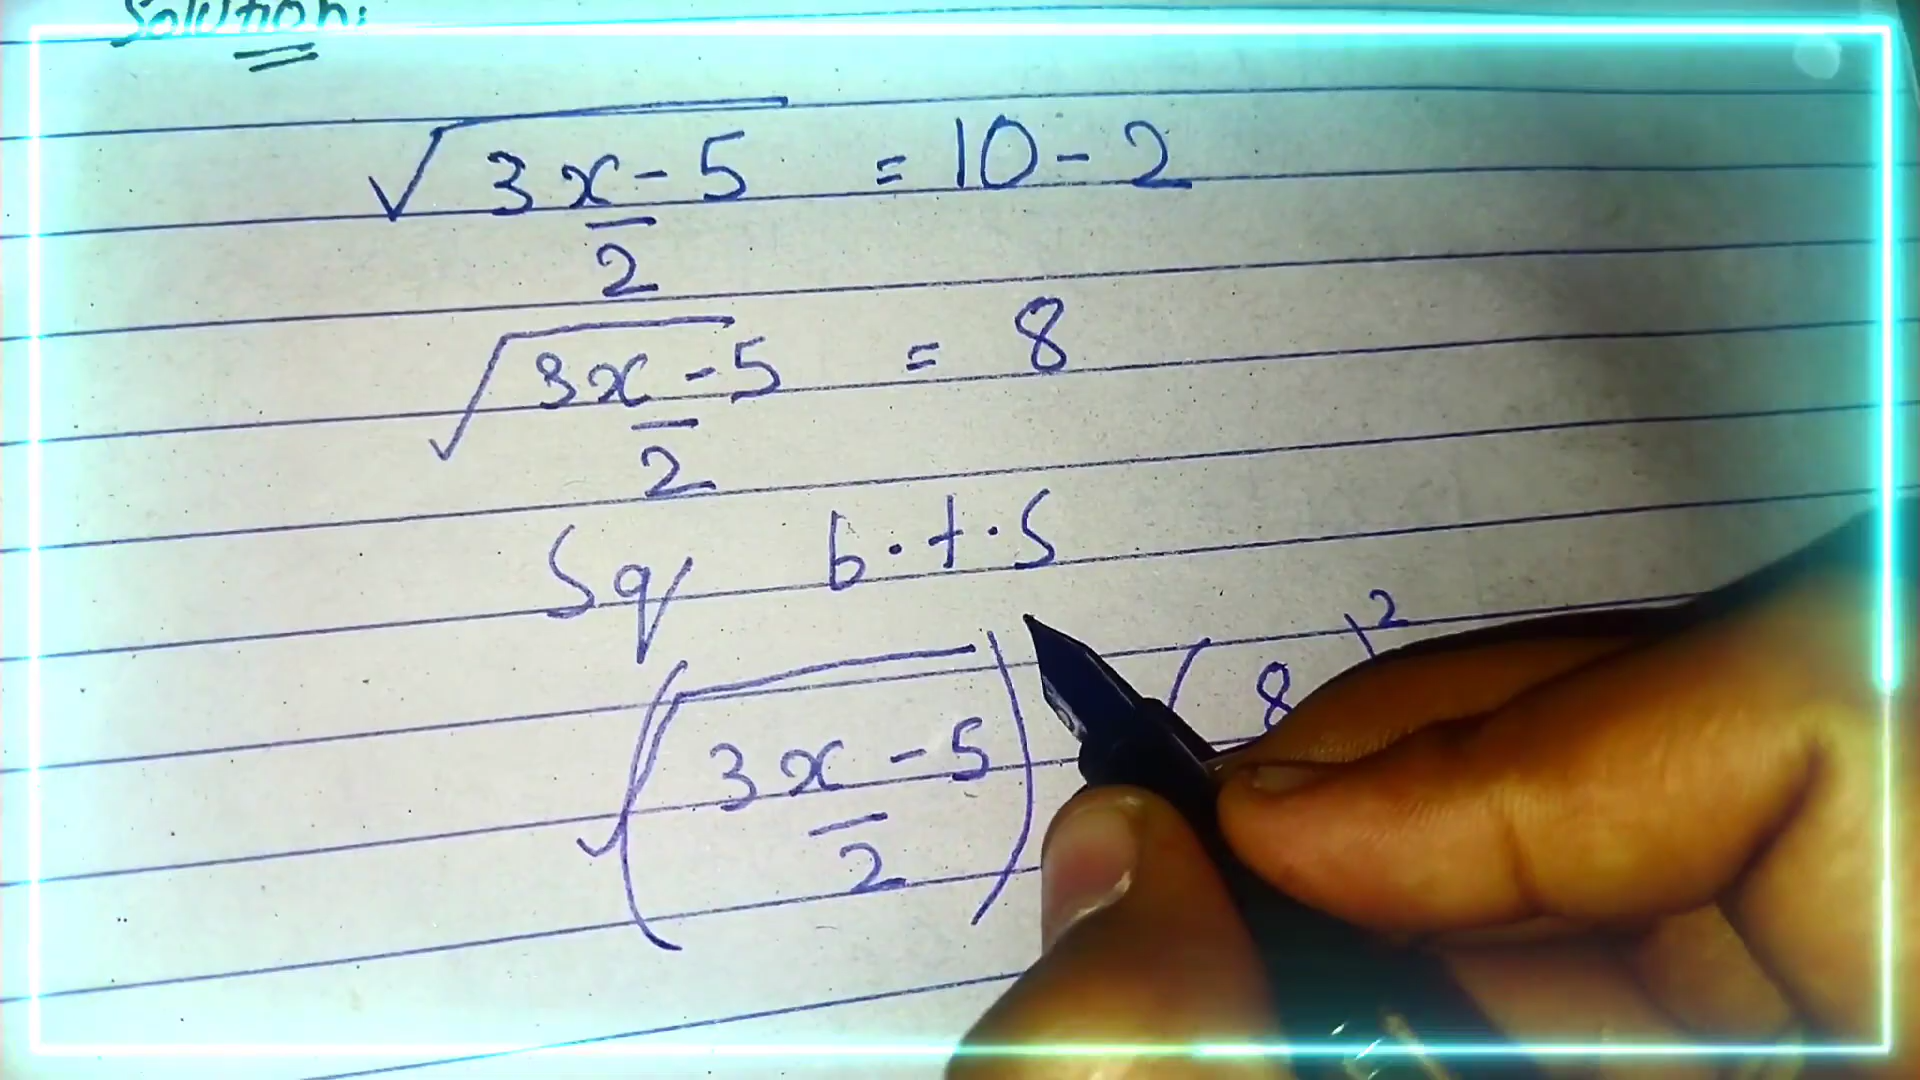 Solution:
√3x/2 - 5 = 10 - 2
√3x/2 - 5 = 8
Sq b.t.s
(√3x/2 - 5) (8)²